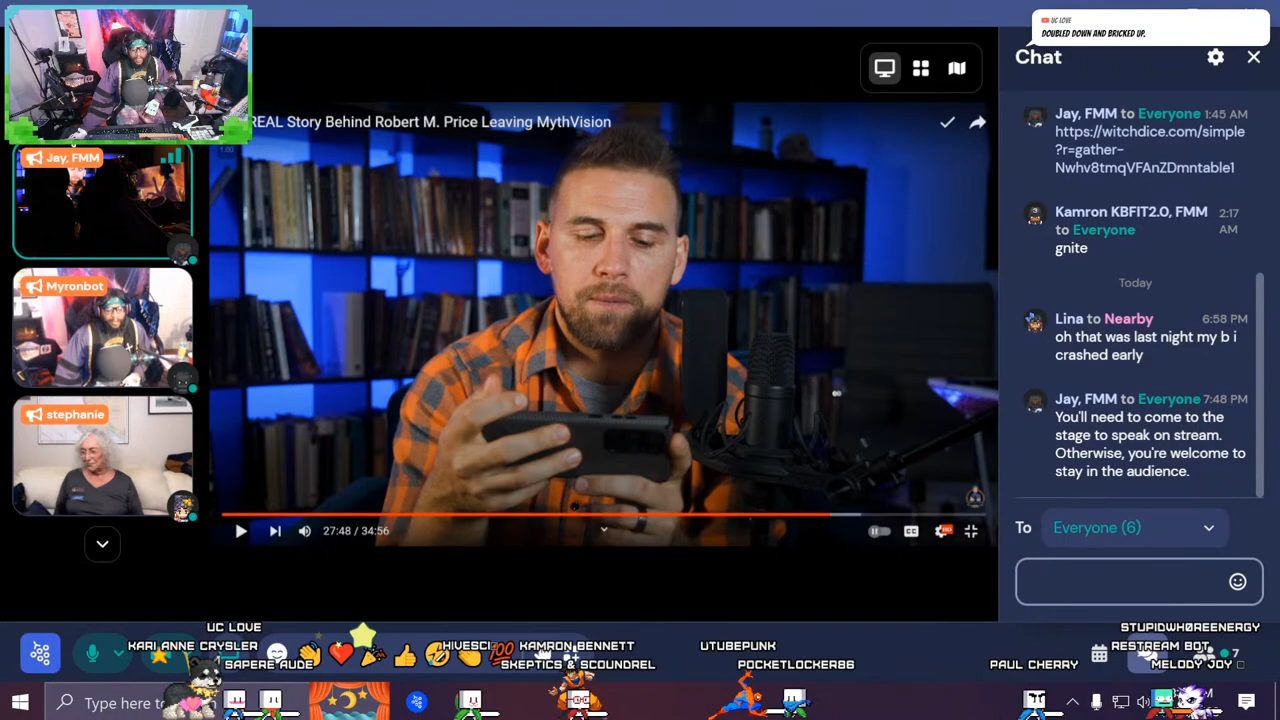 UC LOVE
DOUBLED DOWN AND BRICKED UP.
Chat
REAL Story Behind Robert M. Price Leaving MythVision
Jay, FMM
Myronbot
stephanie
27:48 / 34:56
CC
HD
Jay, FMM to Everyone 1:45 AM
https://witchdice.com/simple
?r=gather-
Nwhv8tmqVFAnZDmntable1
Kamron KBFIT2.0, FMM 2:17 AM
to Everyone
gnite
Today
Lina to Nearby 6:58 PM
oh that was last night my b i
crashed early
Jay, FMM to Everyone 7:48 PM
You'll need to come to the
stage to speak on stream.
Otherwise, you're welcome to
stay in the audience.
To Everyone (6)
UC LOVE
KARI ANNE CRYSLER
SAPERE AUDE
KAMRON BENNETT
SKEPTICS & SCOUNDREL
UTUBEPUNK
POCKETLOCKER86
PAUL CHERRY
STUPIDWH0REENERGY
RESTREAM BOT
MELODY JOY
7
100
Type here to